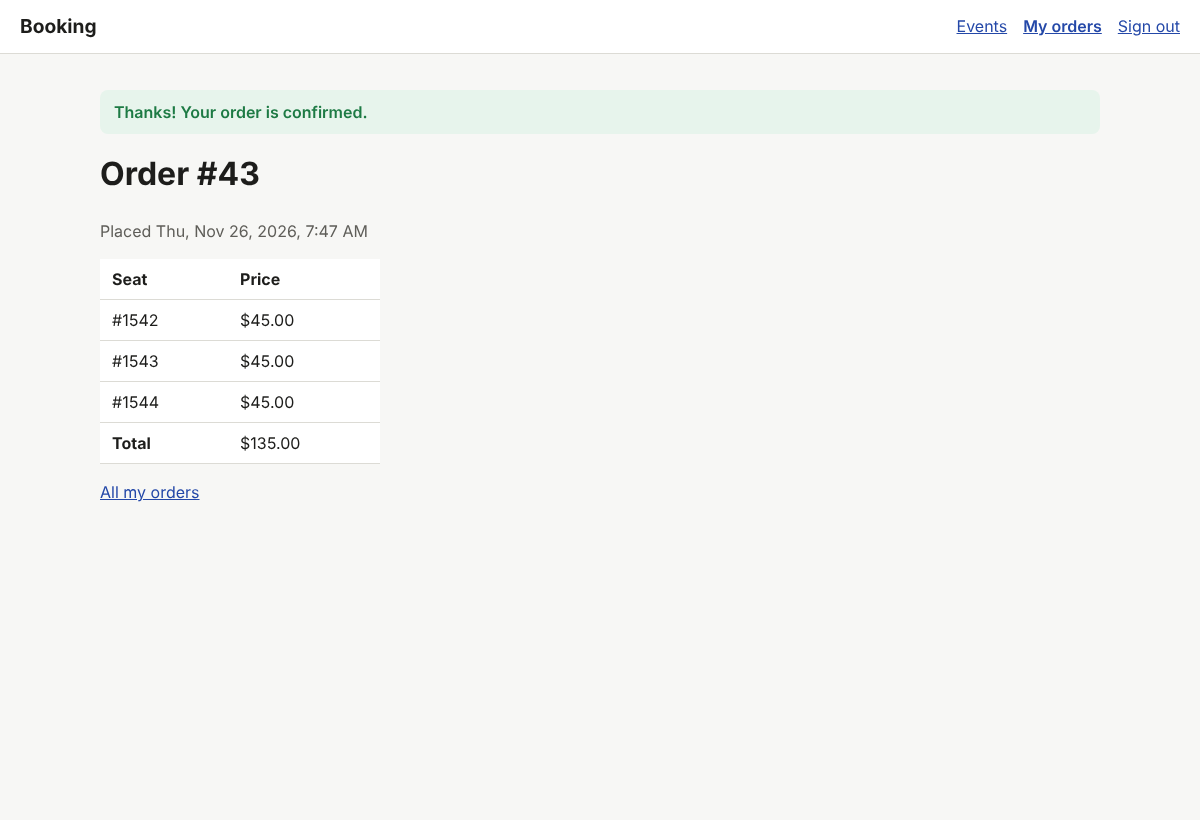 Booking
Events My orders Sign out
Thanks! Your order is confirmed.
Order #43
Placed Thu, Nov 26, 2026, 7:47 AM
Seat Price
#1542 $45.00
#1543 $45.00
#1544 $45.00
Total $135.00
All my orders